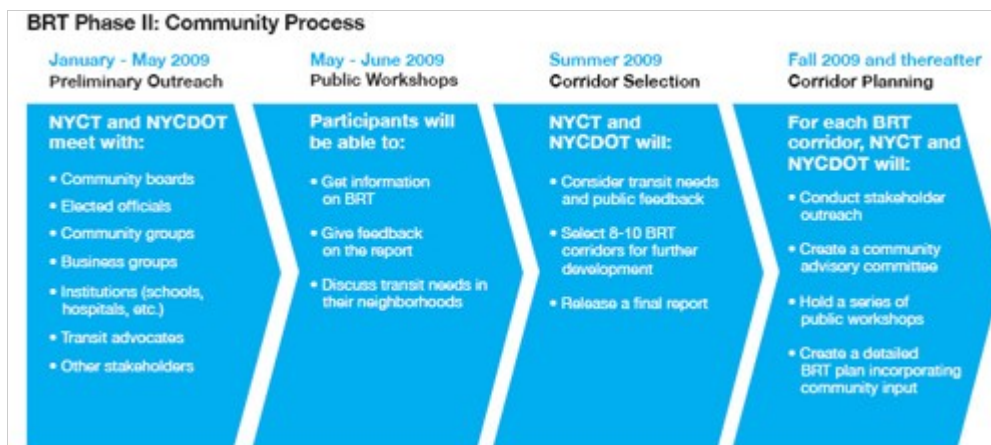 BRT Phase II: Community Process
January - May 2009
Preliminary Outreach
NYCT and NYCDOT
meet with:
• Community boards
• Elected officials
• Community groups
• Business groups
• Institutions (schools,
hospitals, etc.)
• Transit advocates
• Other stakeholders
May - June 2009
Public Workshops
Participants will
be able to:
• Get information
on BRT
• Give feedback
on the report
• Discuss transit needs in
their neighborhoods
Summer 2009
Corridor Selection
NYCT and
NYCDOT will:
• Consider transit needs
and public feedback
• Select 8-10 BRT
corridors for further
development
• Release a final report
Fall 2009 and thereafter
Corridor Planning
For each BRT
corridor, NYCT and
NYCDOT will:
• Conduct stakeholder
outreach
• Create a community
advisory committee
• Hold a series of
public workshops
• Create a detailed
BRT plan incorporating
community input